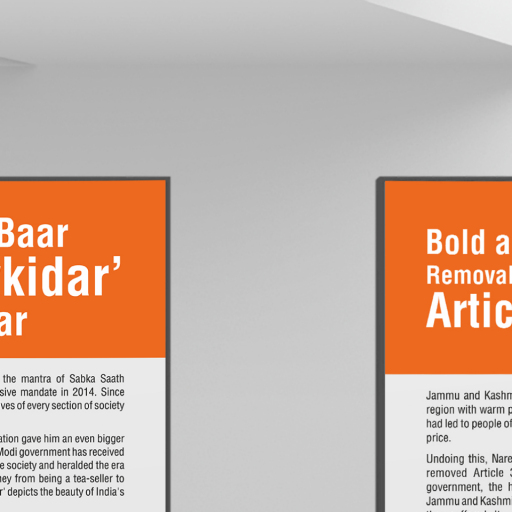 Baar
kidar’
ar
the mantra of Sabka Saath
sive mandate in 2014. Since
ves of every section of society
ation gave him an even bigger
Modi government has received
e society and heralded the era
ney from being a tea-seller to
r’ depicts the beauty of India’s
Bold a
Removal
Artic
Jammu and Kashm
region with warm p
had led to people of
price.
Undoing this, Nare
removed Article 3
government, the h
Jammu and Kashmi